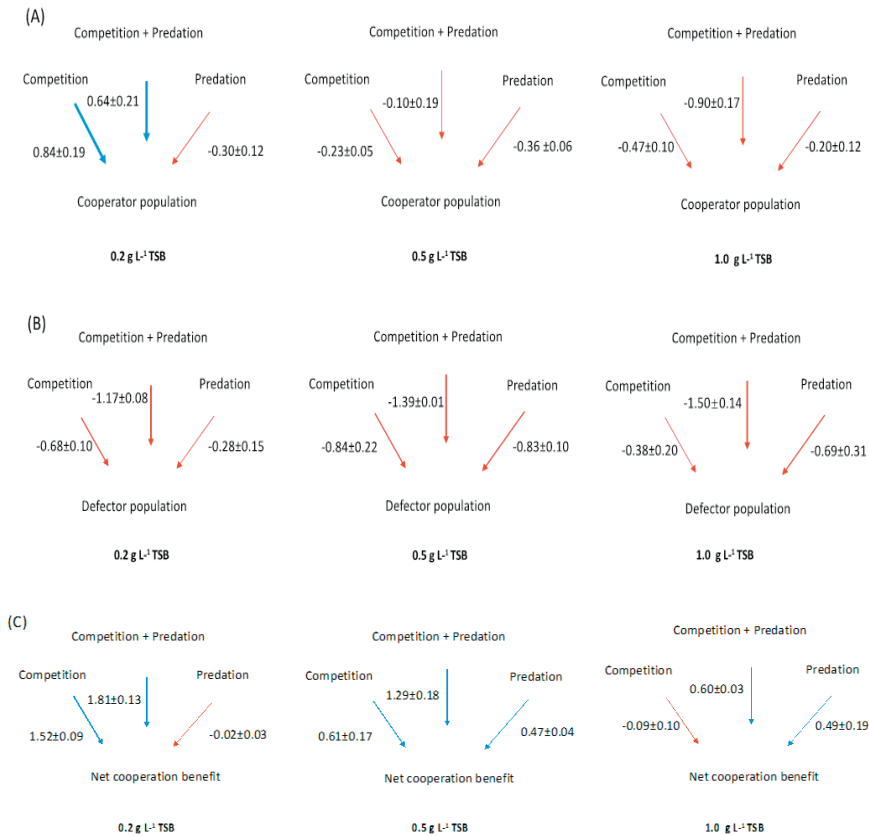 (A)
Competition + Predation
Competition + Predation
Competition + Predation
Competition
Predation
Competition
Predation
Competition
Predation
0.64±0.21
-0.10±0.19
-0.90±0.17
0.84±0.19
-0.30±0.12
-0.23±0.05
-0.36 ±0.06
-0.47±0.10
-0.20±0.12
Cooperator population
Cooperator population
Cooperator population
0.2 g L-¹ TSB
0.5 g L-¹ TSB
1.0 g L-¹ TSB
(B)
Competition + Predation
Competition + Predation
Competition + Predation
Competition
Predation
Competition
Predation
Competition
Predation
-1.17±0.08
-1.39±0.01
-1.50±0.14
-0.68±0.10
-0.28±0.15
-0.84±0.22
-0.83±0.10
-0.38±0.20
-0.69±0.31
Defector population
Defector population
Defector population
0.2 g L-¹ TSB
0.5 g L-¹ TSB
1.0 g L-¹ TSB
(C)
Competition + Predation
Competition + Predation
Competition + Predation
Competition
Predation
Competition
Predation
Competition
Predation
1.81±0.13
1.29±0.18
0.60±0.03
1.52±0.09
-0.02±0.03
0.61±0.17
0.47±0.04
-0.09±0.10
0.49±0.19
Net cooperation benefit
Net cooperation benefit
Net cooperation benefit
0.2 g L-¹ TSB
0.5 g L-¹ TSB
1.0 g L-¹ TSB